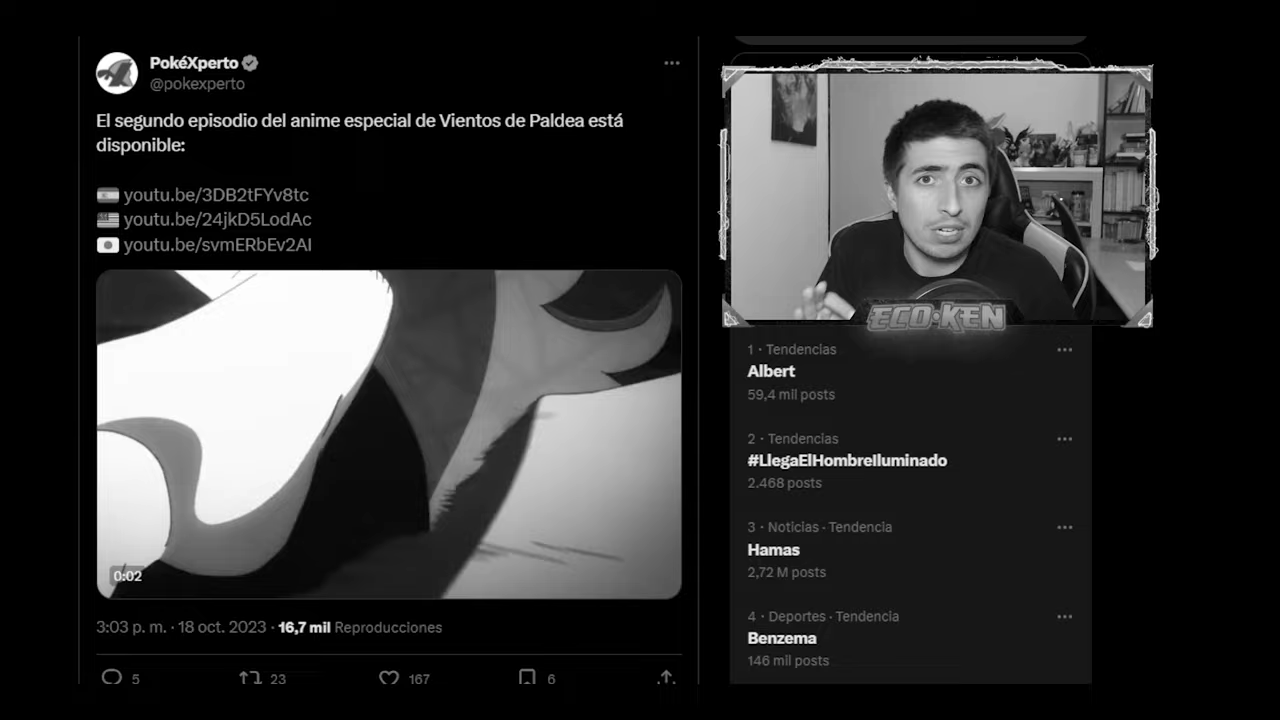 PokéXperto
@pokexperto
El segundo episodio del anime especial de Vientos de Paldea está
disponible:
youtu.be/3DB2tFYv8tc
youtu.be/24jkD5LodAc
youtu.be/svmERbEv2AI
0:02
3:03 p. m. · 18 oct. 2023 · 16,7 mil Reproducciones
5 23 167 6
ECO·KEN
1 · Tendencias
Albert
59,4 mil posts
2 · Tendencias
#LlegaElHombreIluminado
2.468 posts
3 · Noticias · Tendencia
Hamas
2,72 M posts
4 · Deportes · Tendencia
Benzema
146 mil posts